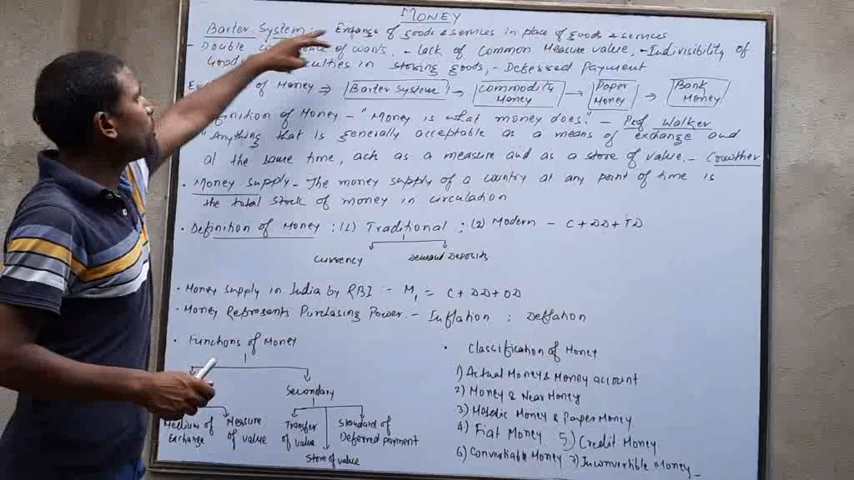 MONEY
Barter System :- Exchange of goods & services in place of goods & services
- Double of wants, - lack of Common Measure value, - Indivisibility of
Goods in storing goods, - Defessed Payment
of Money ⇒ Barter System → Commodity Money → Paper Money → Bank Money
Definition of Money - "Money is what money does." - Prof. Walker
"Anything that is generally acceptable as a means of exchange and
at the same time, acts as a measure and as a store of value. - Crowther
• Money supply - The money supply of a country at any point of time is
the total stock of money in circulation
• Definition of Money : (1) Traditional ; (2) Modern - C + DD + TD
Currency Demand Deposits
• Money supply in India by RBI :- M1 = C + DD + OD
• Money Represents Purchasing Power. - Inflation : Deflation
• Functions of Money
Secondary
Medium of Exchange Measure of value Transfer of value Standard of Deferred payment
Store of value
• Classification of Money
1) Actual Money & Money account
2) Money & Near Money
3) Metalic Money & Paper Money
4) Fiat Money 5) Credit Money
6) Convertable Money 7) Inconvertible Money -